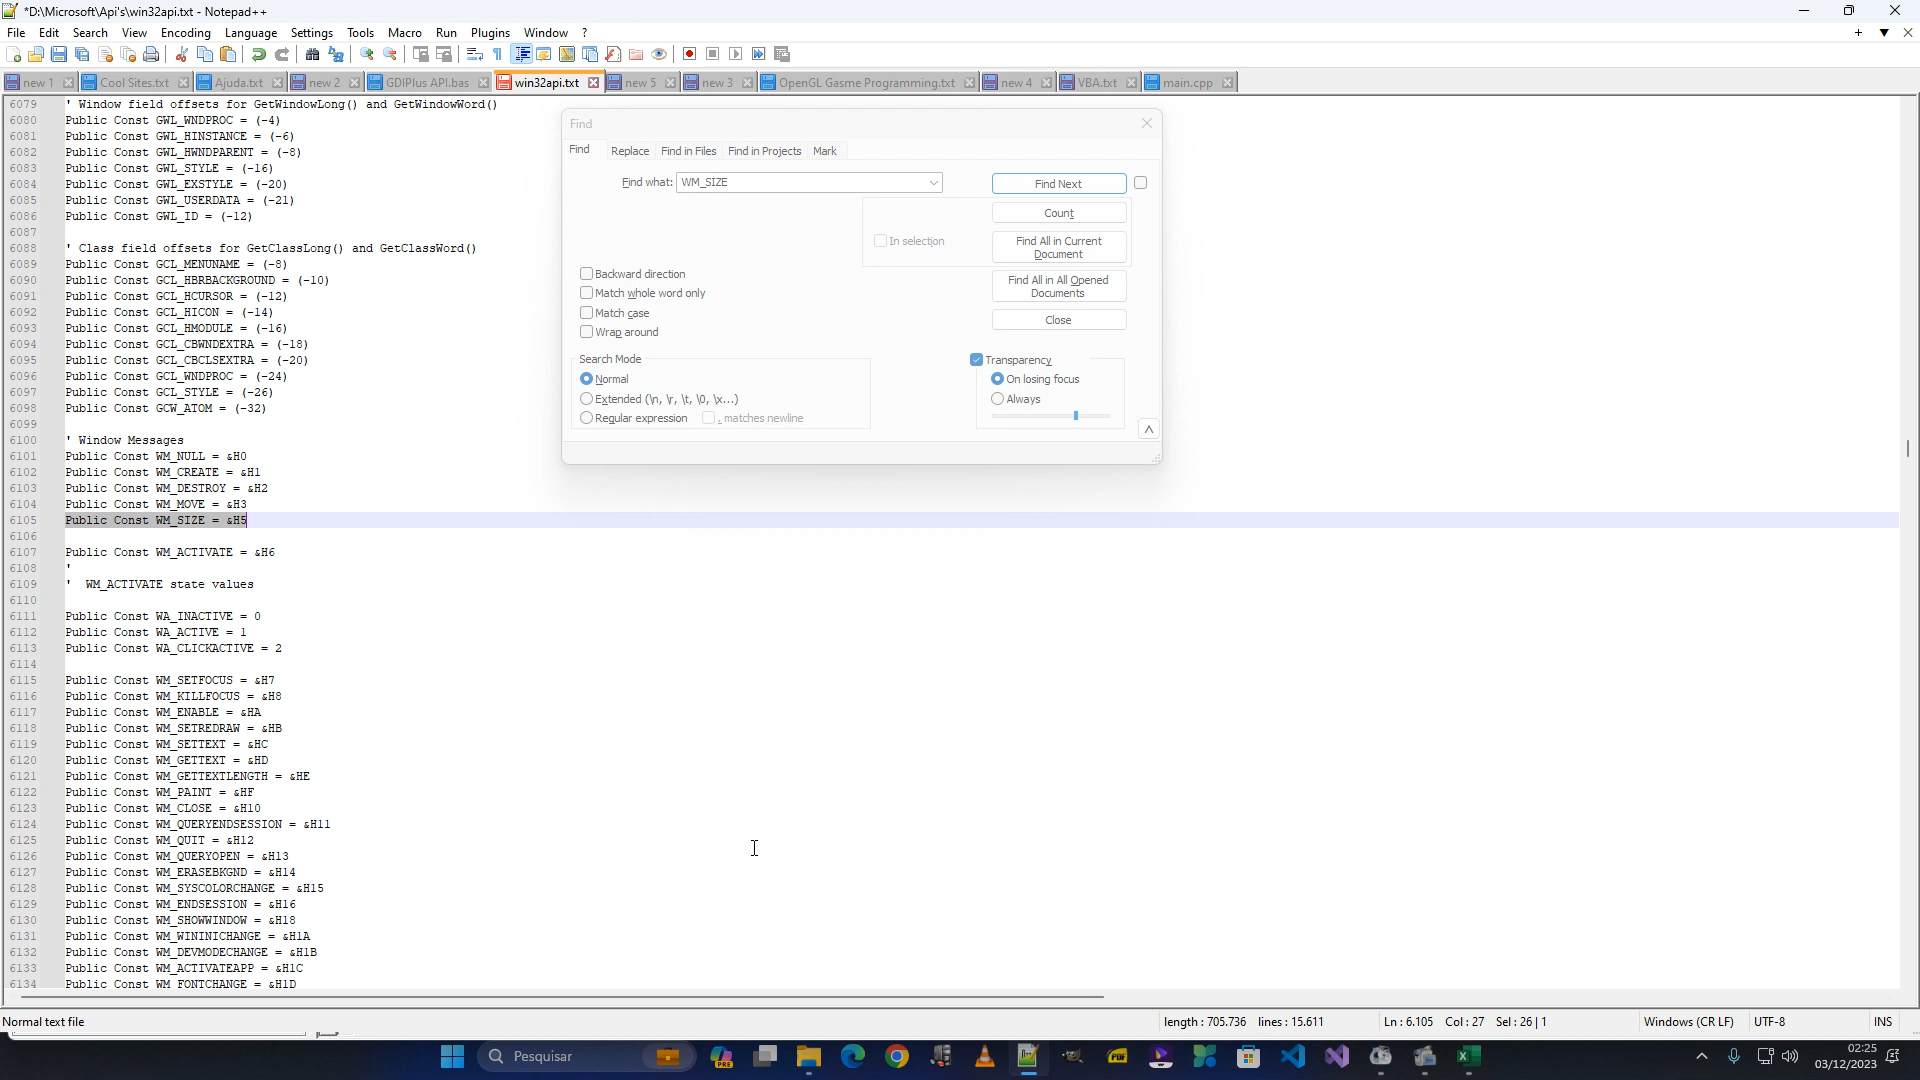 *D:\Microsoft\Api's\win32api.txt - Notepad++
File Edit Search View Encoding Language Settings Tools Macro Run Plugins Window ?
new 1 Cool Sites.txt Ajuda.txt new 2 GDIPlus API.bas win32api.txt new 5 new 3 OpenGL Gasme Programming.txt new 4 VBA.txt main.cpp
6079 ' Window field offsets for GetWindowLong() and GetWindowWord()
6080 Public Const GWL_WNDPROC = (-4)
6081 Public Const GWL_HINSTANCE = (-6)
6082 Public Const GWL_HWNDPARENT = (-8)
6083 Public Const GWL_STYLE = (-16)
6084 Public Const GWL_EXSTYLE = (-20)
6085 Public Const GWL_USERDATA = (-21)
6086 Public Const GWL_ID = (-12)
6087
6088 ' Class field offsets for GetClassLong() and GetClassWord()
6089 Public Const GCL_MENUNAME = (-8)
6090 Public Const GCL_HBRBACKGROUND = (-10)
6091 Public Const GCL_HCURSOR = (-12)
6092 Public Const GCL_HICON = (-14)
6093 Public Const GCL_HMODULE = (-16)
6094 Public Const GCL_CBWNDEXTRA = (-18)
6095 Public Const GCL_CBCLSEXTRA = (-20)
6096 Public Const GCL_WNDPROC = (-24)
6097 Public Const GCL_STYLE = (-26)
6098 Public Const GCW_ATOM = (-32)
6099
6100 ' Window Messages
6101 Public Const WM_NULL = &H0
6102 Public Const WM_CREATE = &H1
6103 Public Const WM_DESTROY = &H2
6104 Public Const WM_MOVE = &H3
6105 Public Const WM_SIZE = &H5
6106
6107 Public Const WM_ACTIVATE = &H6
6108 '
6109 ' WM_ACTIVATE state values
6110
6111 Public Const WA_INACTIVE = 0
6112 Public Const WA_ACTIVE = 1
6113 Public Const WA_CLICKACTIVE = 2
6114
6115 Public Const WM_SETFOCUS = &H7
6116 Public Const WM_KILLFOCUS = &H8
6117 Public Const WM_ENABLE = &HA
6118 Public Const WM_SETREDRAW = &HB
6119 Public Const WM_SETTEXT = &HC
6120 Public Const WM_GETTEXT = &HD
6121 Public Const WM_GETTEXTLENGTH = &HE
6122 Public Const WM_PAINT = &HF
6123 Public Const WM_CLOSE = &H10
6124 Public Const WM_QUERYENDSESSION = &H11
6125 Public Const WM_QUIT = &H12
6126 Public Const WM_QUERYOPEN = &H13
6127 Public Const WM_ERASEBKGND = &H14
6128 Public Const WM_SYSCOLORCHANGE = &H15
6129 Public Const WM_ENDSESSION = &H16
6130 Public Const WM_SHOWWINDOW = &H18
6131 Public Const WM_WININICHANGE = &H1A
6132 Public Const WM_DEVMODECHANGE = &H1B
6133 Public Const WM_ACTIVATEAPP = &H1C
6134 Public Const WM_FONTCHANGE = &H1D
Find
Find Replace Find in Files Find in Projects Mark
Find what: WM_SIZE Find Next
Count
In selection
Find All in Current
Document
Backward direction
Find All in All Opened
Documents
Match whole word only
Match case
Close
Wrap around
Search Mode
Transparency
Normal
On losing focus
Extended (\n, \r, \t, \0, \x...)
Always
Regular expression . matches newline
Normal text file length : 705.736 lines : 15.611 Ln : 6.105 Col : 27 Sel : 26 | 1 Windows (CR LF) UTF-8 INS
Pesquisar
PRE
PDF
02:25
03/12/2023